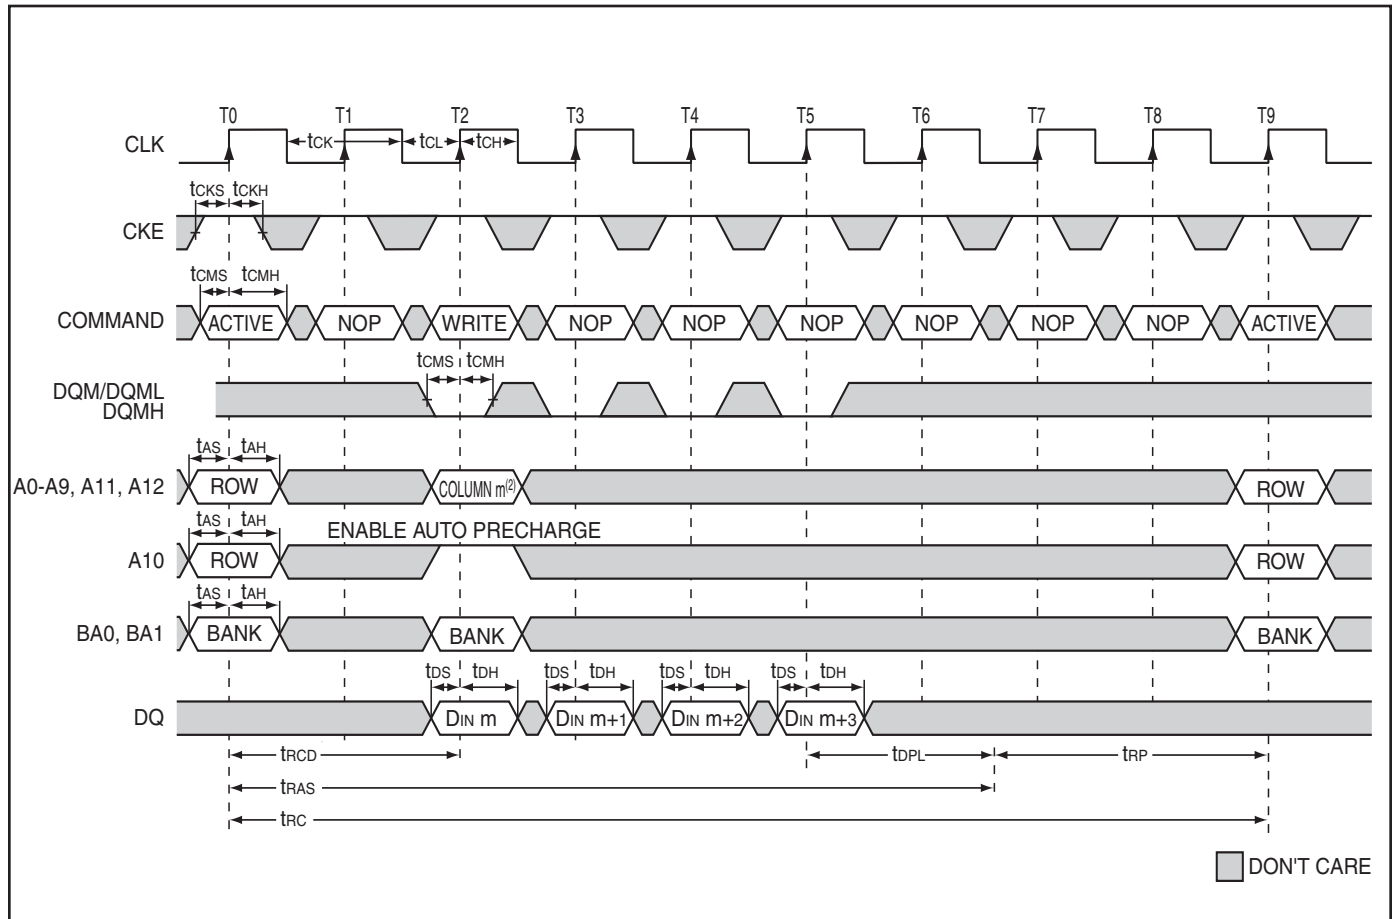 T0 T1 T2 T3 T4 T5 T6 T7 T8 T9
CLK tCK tCL tCH
tCKS tCKH
CKE
tCMS tCMH
COMMAND ACTIVE NOP WRITE NOP NOP NOP NOP NOP NOP ACTIVE
tCMS tCMH
DQM/DQML
DQMH
tAS tAH
A0-A9, A11, A12 ROW COLUMN m(2) ROW
tAS tAH ENABLE AUTO PRECHARGE
A10 ROW ROW
tAS tAH
BA0, BA1 BANK BANK BANK
tDS tDH tDS tDH tDS tDH tDS tDH
DQ DIN m DIN m+1 DIN m+2 DIN m+3
tRCD tDPL tRP
tRAS
tRC
DON'T CARE